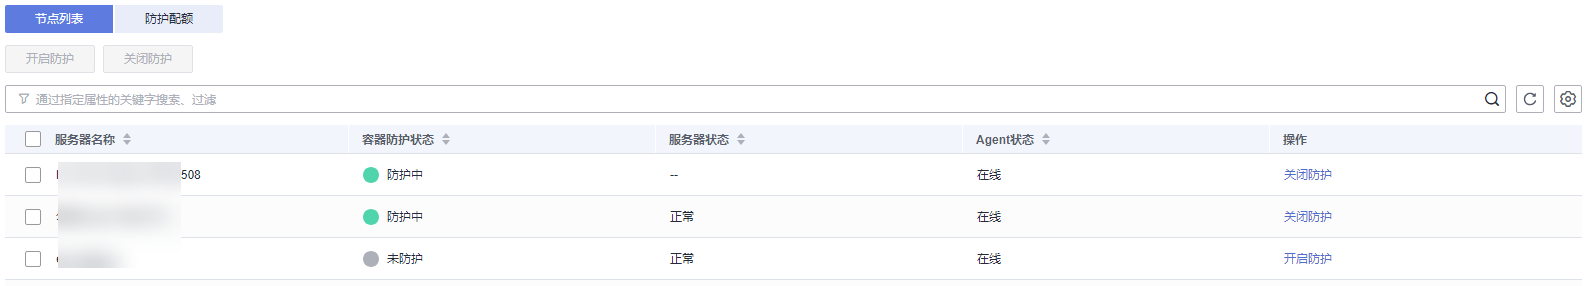 节点列表 防护配额
开启防护 关闭防护
通过指定属性的关键字搜索、过滤
服务器名称 容器防护状态 服务器状态 Agent状态 操作
508 防护中 -- 在线 关闭防护
防护中 正常 在线 关闭防护
未防护 正常 在线 开启防护